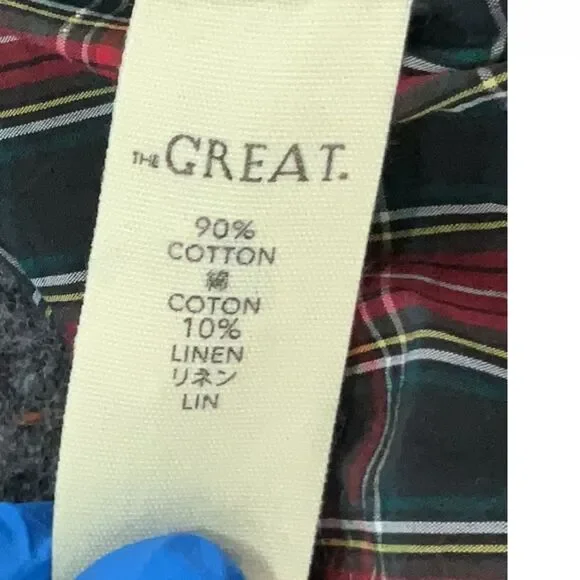 THE GREAT.
90%
COTTON
綿
COTON
10%
LINEN
リネン
LIN